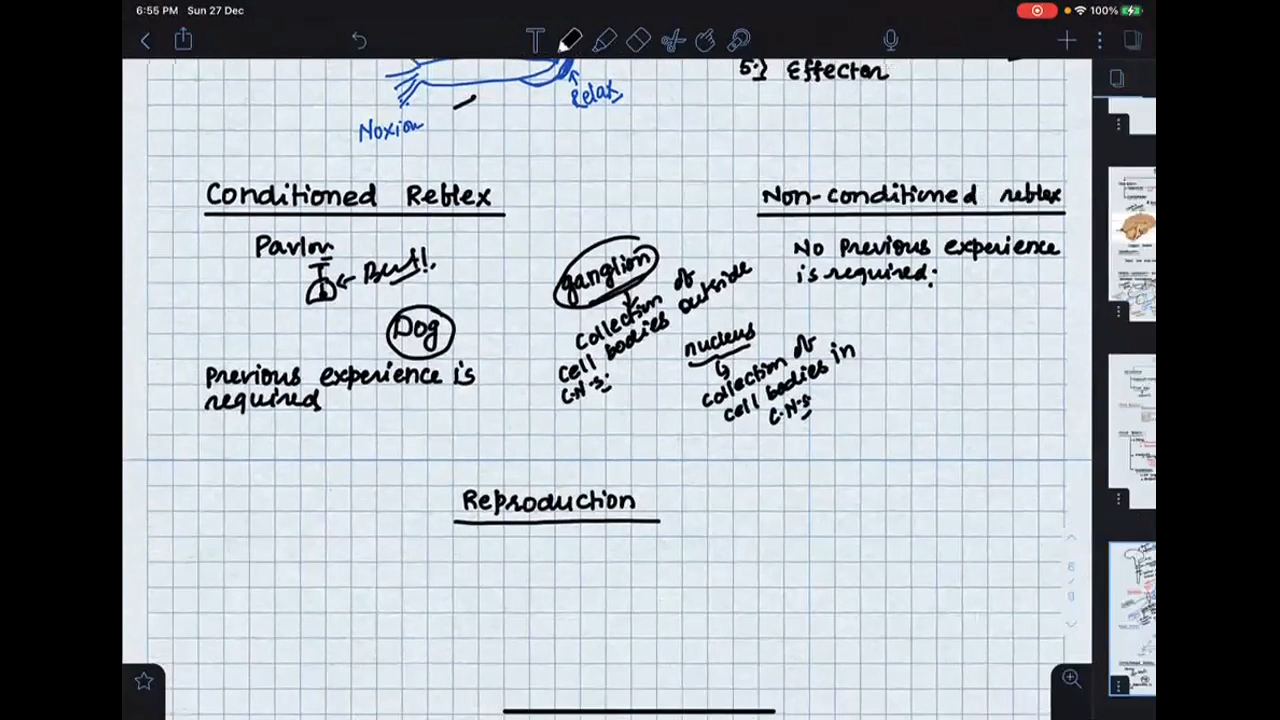 6:55 PM Sun 27 Dec
100%
5.) Effector
Relax
Noxiou
Conditioned Reflex
Non-conditioned reflex
Pavlov
No Previous experience
is required.
ganglion
collection of
cell bodies outside
C.N.S.
Dog
nucleus
collection of
cell bodies in
C.N.S
Previous experience is
required
Reproduction